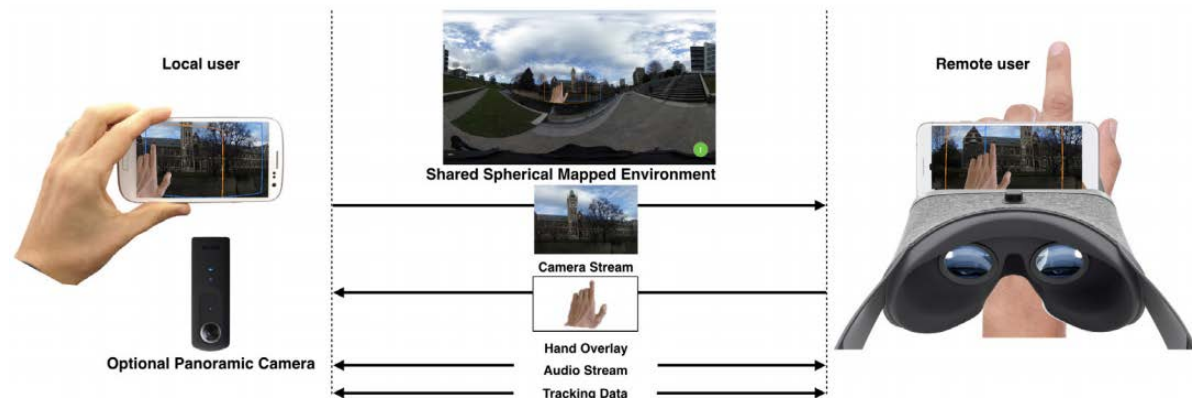 Local user
Remote user
Shared Spherical Mapped Environment
Camera Stream
Optional Panoramic Camera
Hand Overlay
Audio Stream
Tracking Data